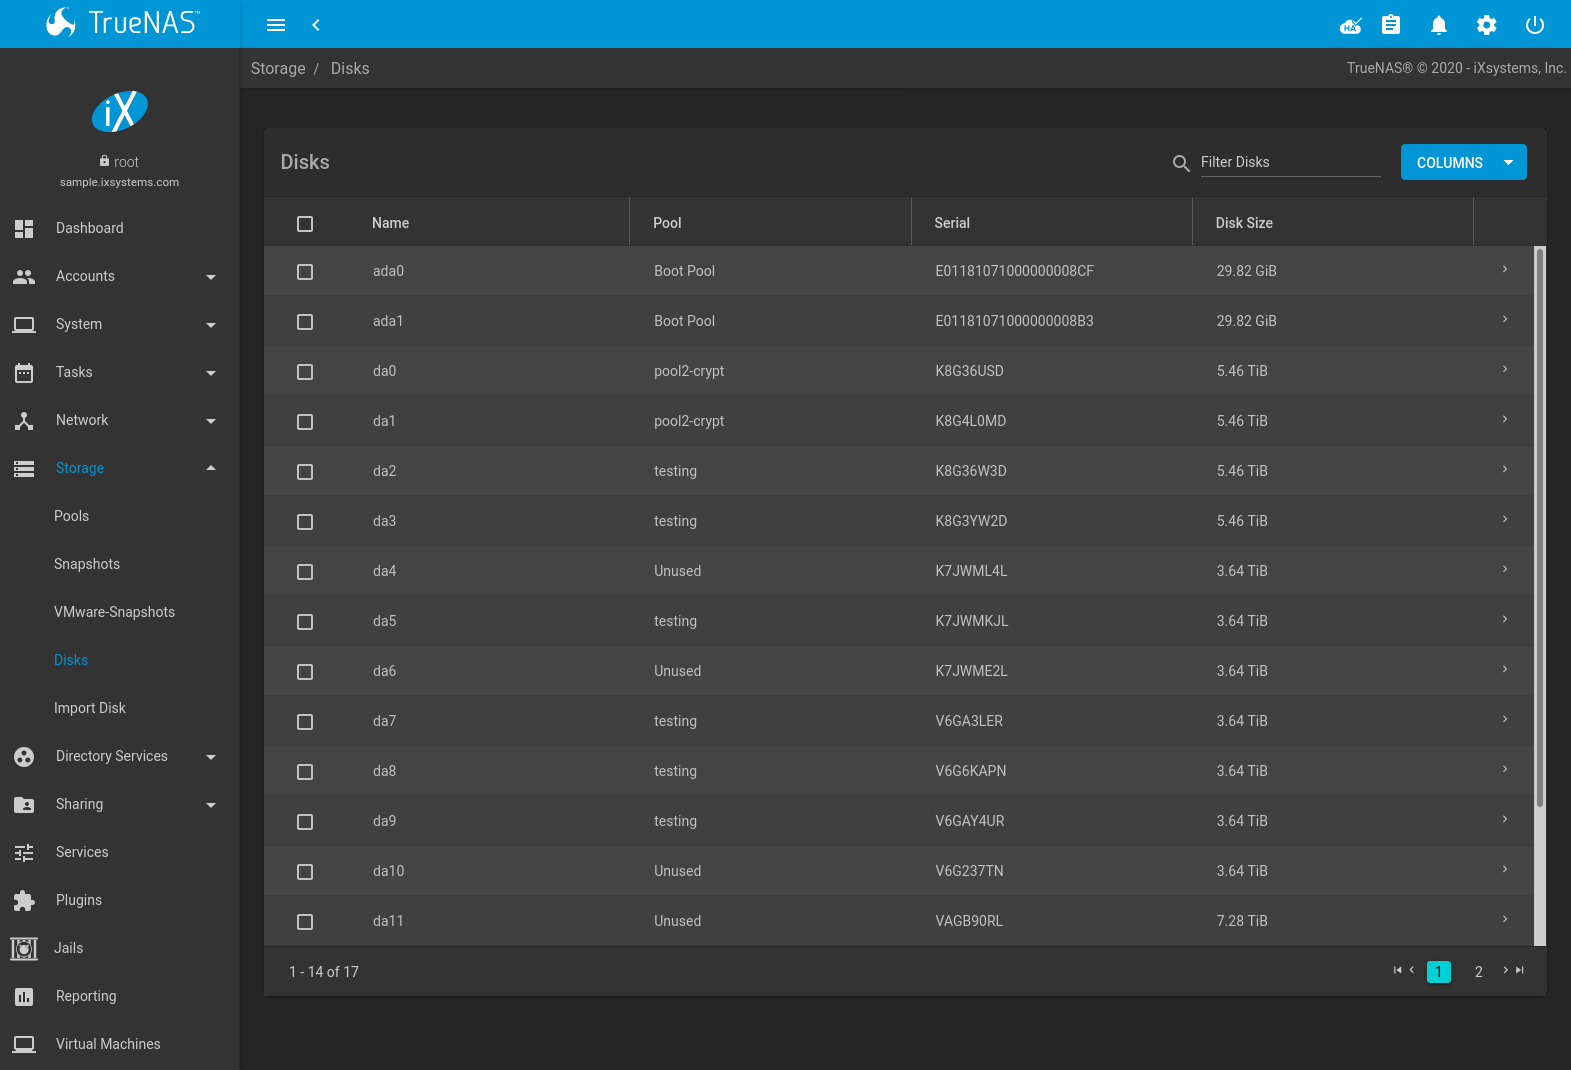 TrueNAS™
HA
Storage / Disks
TrueNAS® © 2020 - iXsystems, Inc.
iX
root
sample.ixsystems.com
Dashboard
Accounts
System
Tasks
Network
Storage
Pools
Snapshots
VMware-Snapshots
Disks
Import Disk
Directory Services
Sharing
Services
Plugins
Jails
Reporting
Virtual Machines
Disks
Filter Disks
COLUMNS
Name Pool Serial Disk Size
ada0 Boot Pool E01181071000000008CF 29.82 GiB
ada1 Boot Pool E01181071000000008B3 29.82 GiB
da0 pool2-crypt K8G36USD 5.46 TiB
da1 pool2-crypt K8G4L0MD 5.46 TiB
da2 testing K8G36W3D 5.46 TiB
da3 testing K8G3YW2D 5.46 TiB
da4 Unused K7JWML4L 3.64 TiB
da5 testing K7JWMKJL 3.64 TiB
da6 Unused K7JWME2L 3.64 TiB
da7 testing V6GA3LER 3.64 TiB
da8 testing V6G6KAPN 3.64 TiB
da9 testing V6GAY4UR 3.64 TiB
da10 Unused V6G237TN 3.64 TiB
da11 Unused VAGB90RL 7.28 TiB
1 - 14 of 17
1 2